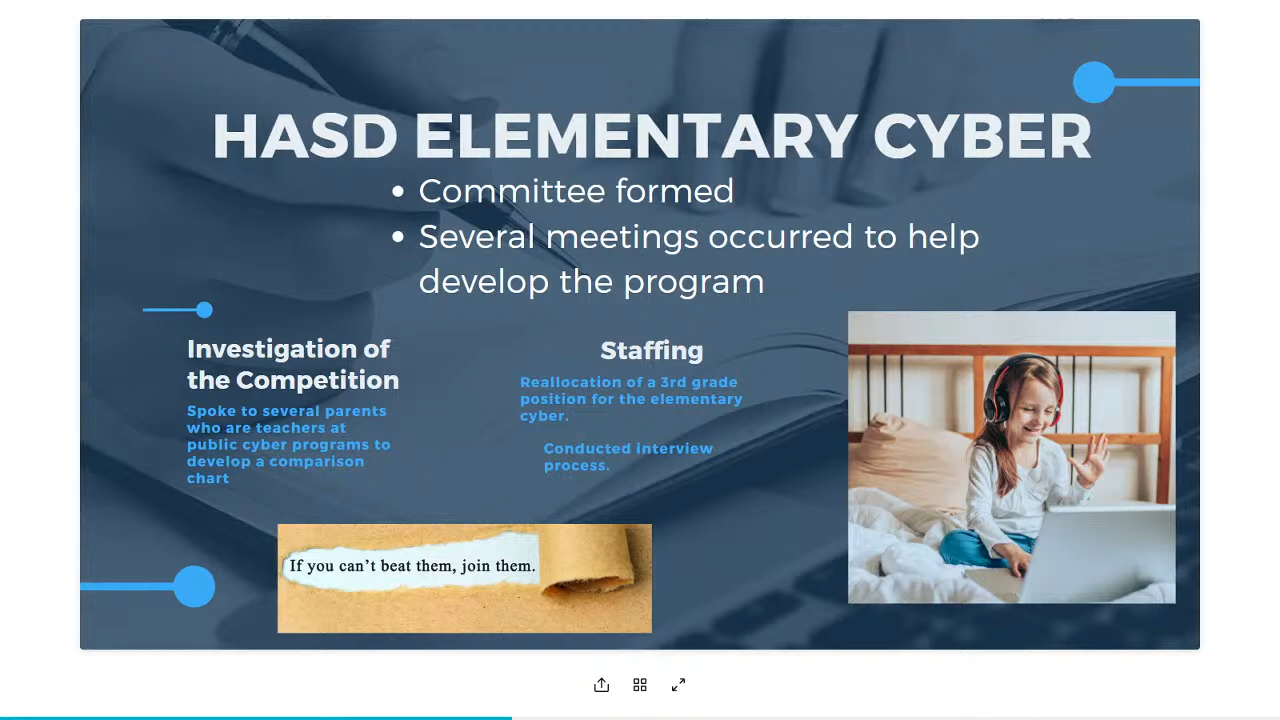 HASD ELEMENTARY CYBER
• Committee formed
• Several meetings occurred to help
develop the program
Investigation of
the Competition
Spoke to several parents
who are teachers at
public cyber programs to
develop a comparison
chart
Staffing
Reallocation of a 3rd grade
position for the elementary
cyber.
Conducted interview
process.
If you can't beat them, join them.